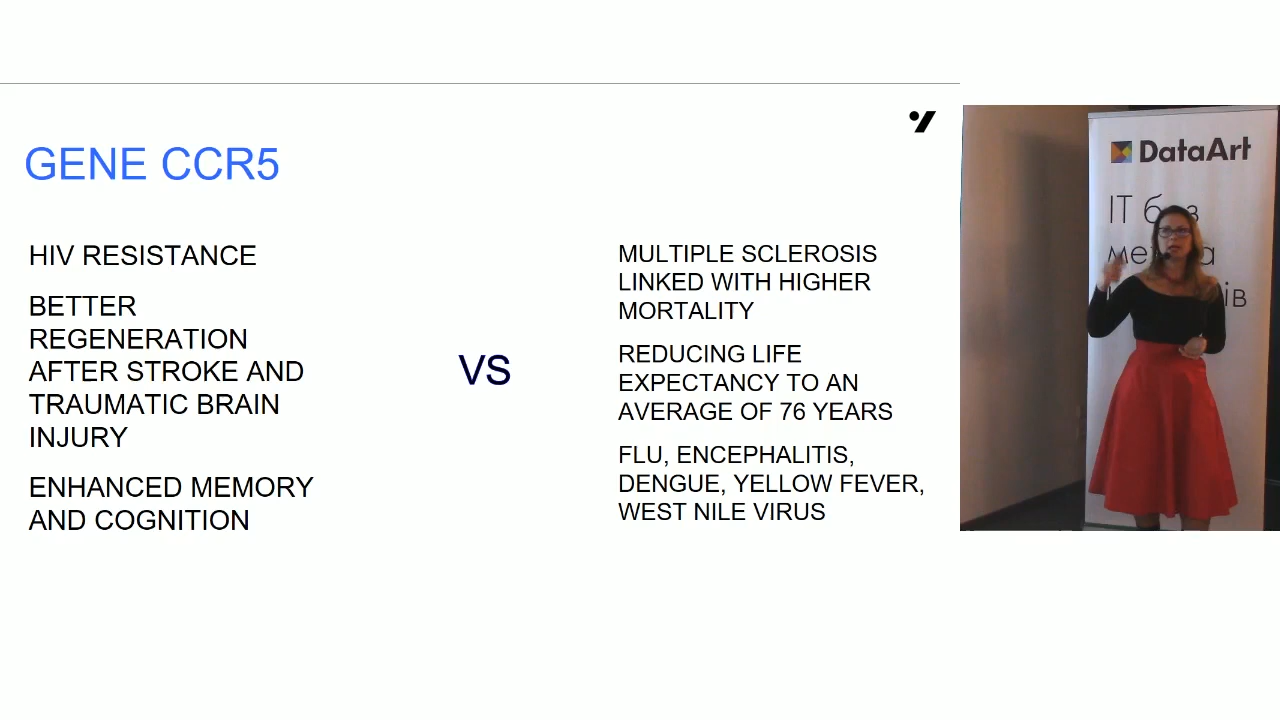 GENE CCR5
HIV RESISTANCE
BETTER
REGENERATION
AFTER STROKE AND
TRAUMATIC BRAIN
INJURY
ENHANCED MEMORY
AND COGNITION
VS
MULTIPLE SCLEROSIS
LINKED WITH HIGHER
MORTALITY
REDUCING LIFE
EXPECTANCY TO AN
AVERAGE OF 76 YEARS
FLU, ENCEPHALITIS,
DENGUE, YELLOW FEVER,
WEST NILE VIRUS
DataArt
IT